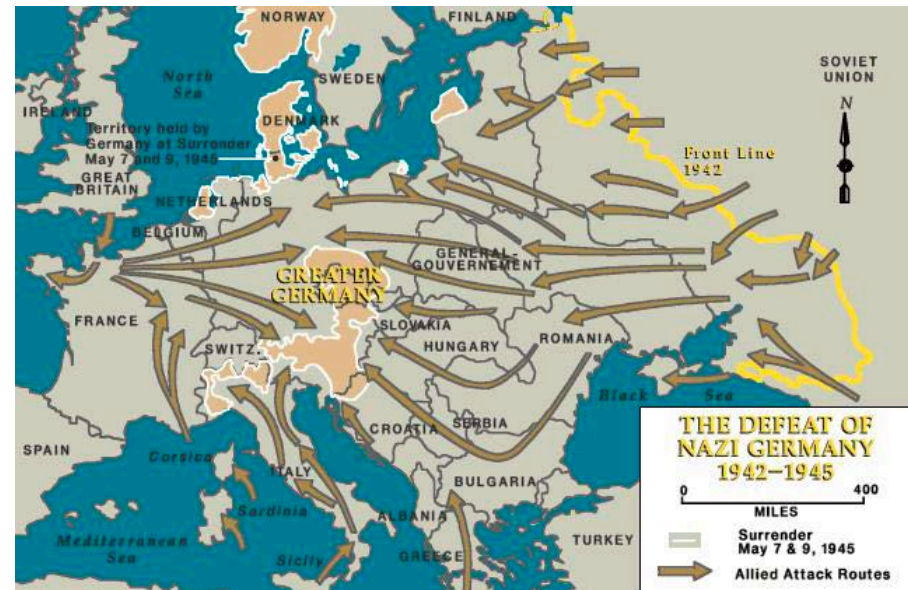 NORWAY
FINLAND
SOVIET
UNION
North
Sea
SWEDEN
N
IRELAND
DENMARK
Territory held by
Germany at Surrender
May 7 and 9, 1945
Front Line
1942
GREAT
BRITAIN
NETHERLANDS
BELGIUM
GENERAL-
GOUVERNEMENT
GREATER
GERMANY
FRANCE
SLOVAKIA
SWITZ.
HUNGARY
ROMANIA
Black Sea
CROATIA
SERBIA
SPAIN
Corsica
ITALY
BULGARIA
Sardinia
ALBANIA
Mediterranean
Sea
Sicily
GREECE
TURKEY
THE DEFEAT OF
NAZI GERMANY
1942–1945
0 400
MILES
Surrender
May 7 & 9, 1945
Allied Attack Routes